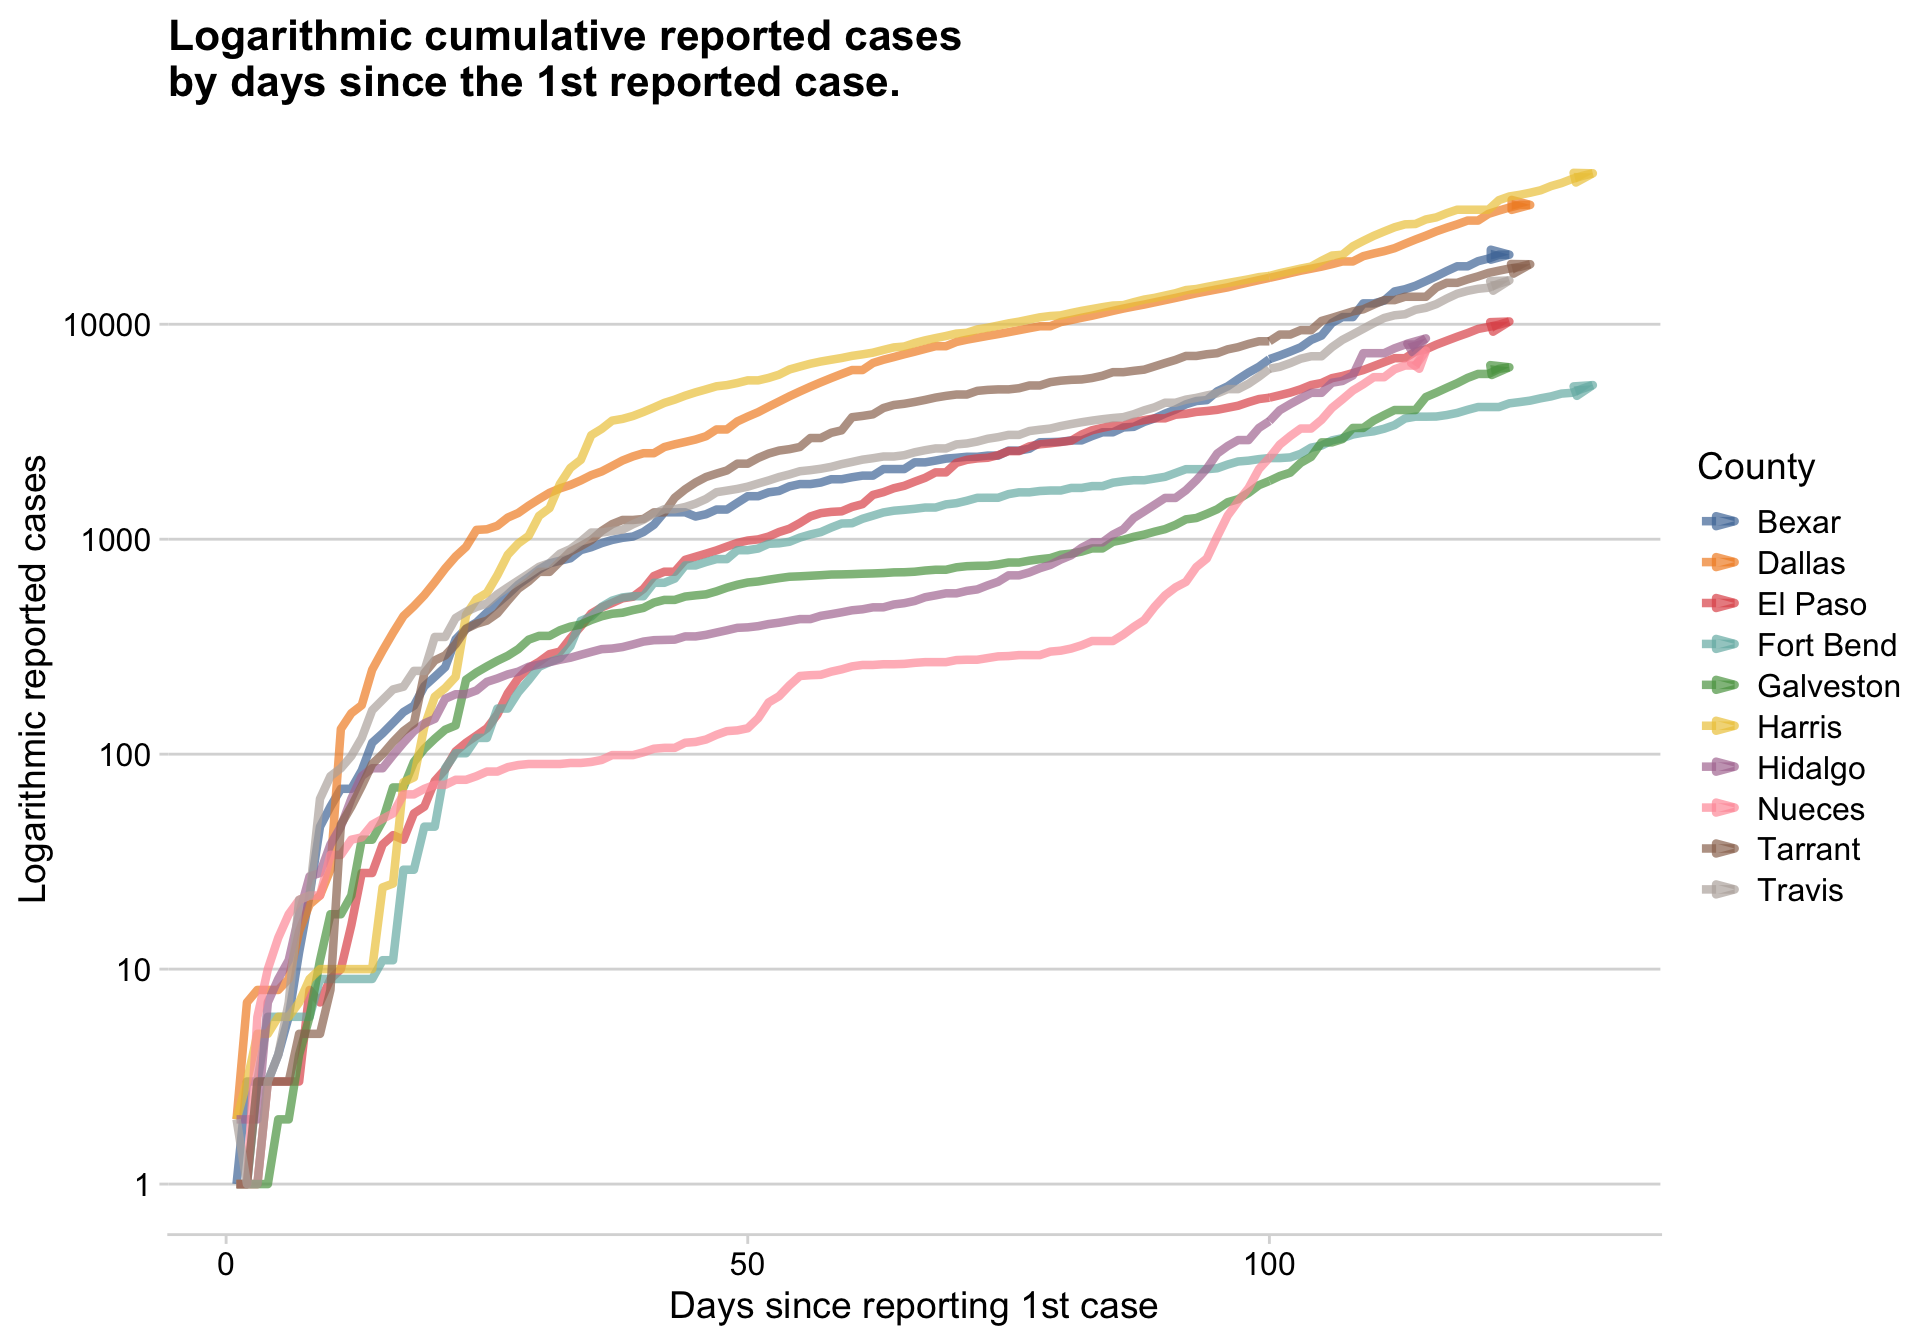 Logarithmic cumulative reported cases
by days since the 1st reported case.
Logarithmic reported cases
10000
1000
100
10
1
0
50
100
Days since reporting 1st case
County
Bexar
Dallas
El Paso
Fort Bend
Galveston
Harris
Hidalgo
Nueces
Tarrant
Travis